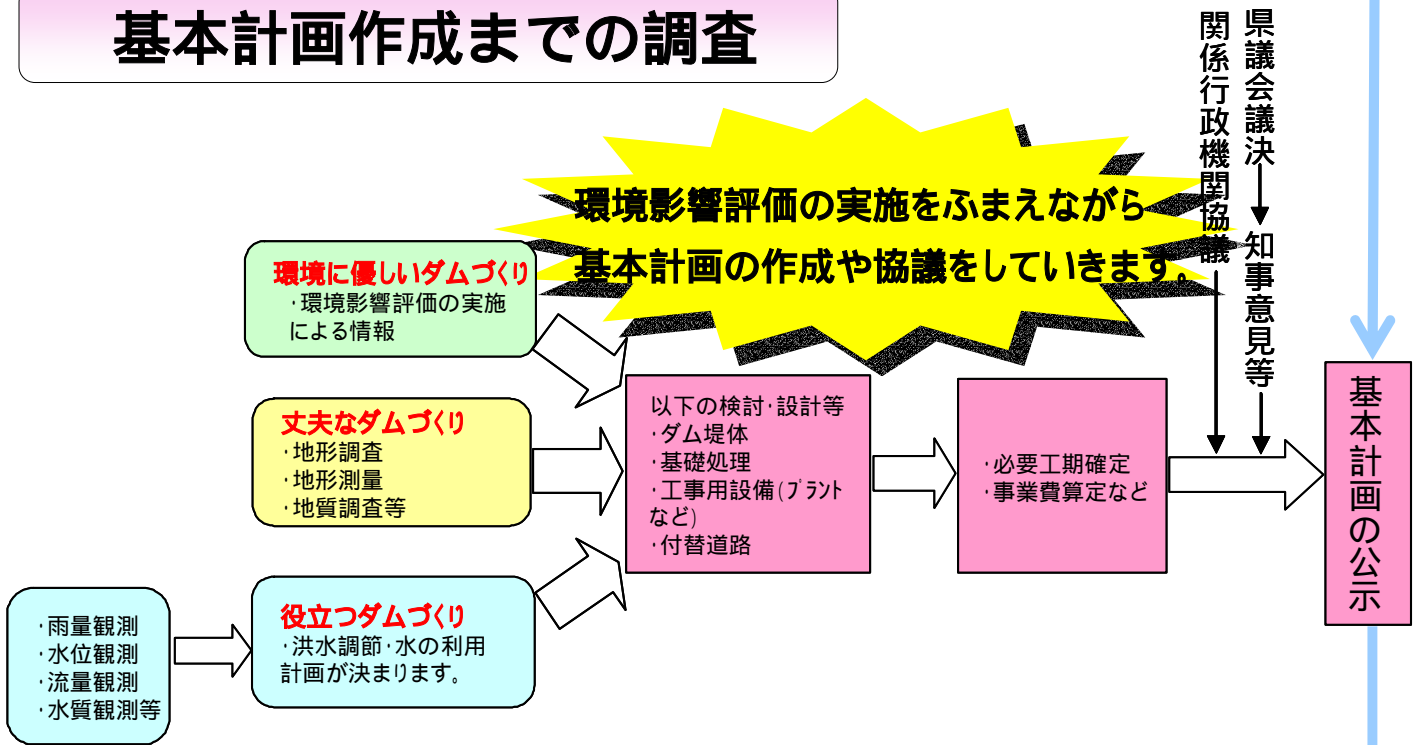 基本計画作成までの調査
環境影響評価の実施をふまえながら
基本計画の作成や協議をしていきます。
関係行政機関協議
県議会議決
知事意見等
環境に優しいダムづくり
・環境影響評価の実施
による情報
丈夫なダムづくり
・地形調査
・地形測量
・地質調査等
・雨量観測
・水位観測
・流量観測
・水質観測等
役立つダムづくり
・洪水調節・水の利用
計画が決まります。
以下の検討・設計等
・ダム堤体
・基礎処理
・工事用設備(プラント
など)
・付替道路
・必要工期確定
・事業費算定など
基本計画の公示